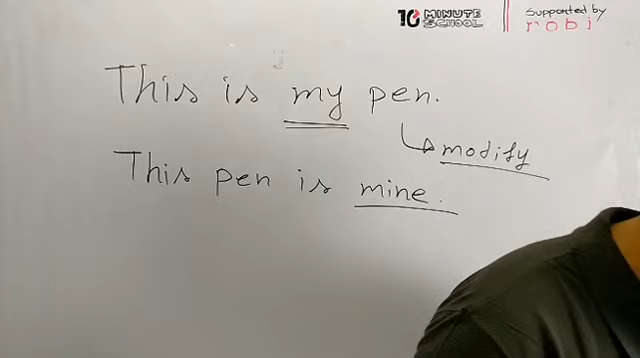 10 MINUTE SCHOOL
Supported by
robi
This is my pen.
modify
This pen is mine.